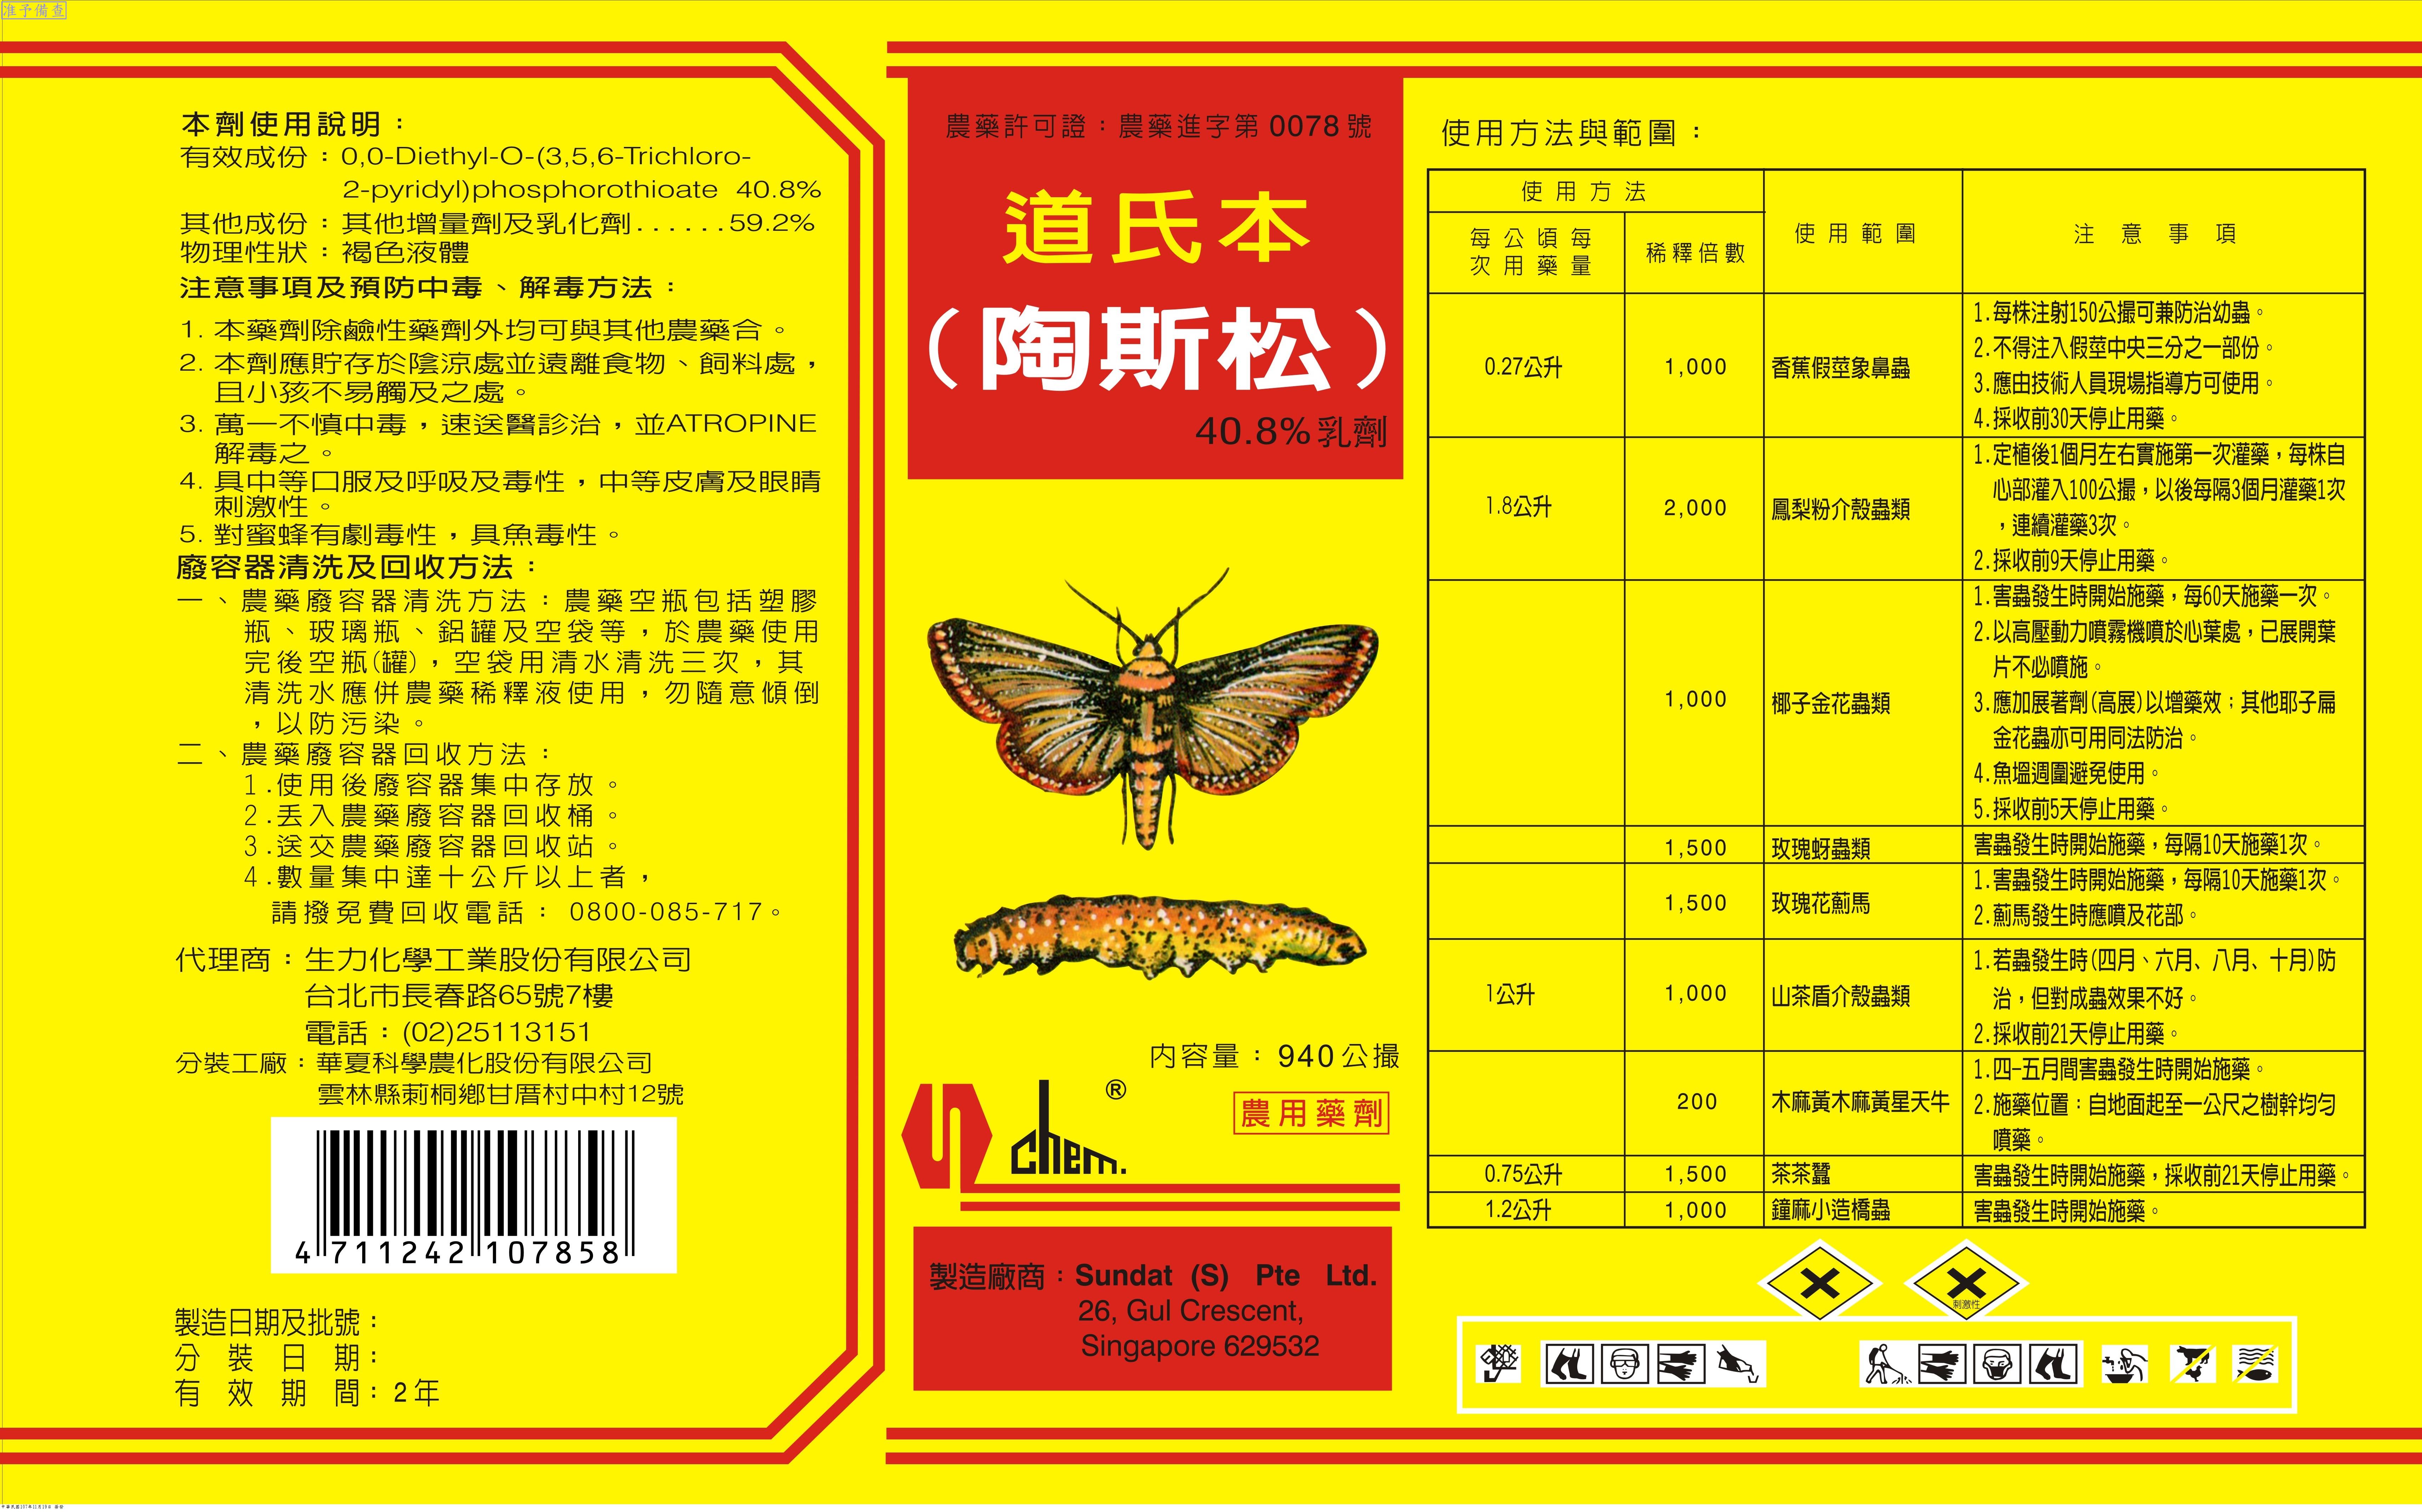 准予備查
本劑使用說明：
有效成份：0,0-Diethyl-O-(3,5,6-Trichloro-
2-pyridyl)phosphorothioate 40.8%
其他成份：其他增量劑及乳化劑......59.2%
物理性狀：褐色液體
注意事項及預防中毒、解毒方法：
1. 本藥劑除鹼性藥劑外均可與其他農藥合。
2. 本劑應貯存於陰涼處並遠離食物、飼料處，
且小孩不易觸及之處。
3. 萬一不慎中毒，速送醫診治，並ATROPINE
解毒之。
4. 具中等口服及呼吸及毒性，中等皮膚及眼睛
刺激性。
5. 對蜜蜂有劇毒性，具魚毒性。
廢容器清洗及回收方法：
一、農藥廢容器清洗方法：農藥空瓶包括塑膠
瓶、玻璃瓶、鋁罐及空袋等，於農藥使用
完後空瓶(罐)，空袋用清水清洗三次，其
清洗水應併農藥稀釋液使用，勿隨意傾倒
，以防污染。
二、農藥廢容器回收方法：
1.使用後廢容器集中存放。
2.丟入農藥廢容器回收桶。
3.送交農藥廢容器回收站。
4.數量集中達十公斤以上者，
請撥免費回收電話：0800-085-717。
代理商：生力化學工業股份有限公司
台北市長春路65號7樓
電話：(02)25113151
分裝工廠：華夏科學農化股份有限公司
雲林縣莿桐鄉甘厝村中村12號
4 711242 107858
製造日期及批號：
分裝日期：
有效期間：2年
農藥許可證：農藥進字第0078號
道氏本
（陶斯松）
40.8%乳劑
內容量：940公撮
chem.®
農用藥劑
製造廠商：Sundat (S) Pte Ltd.
26, Gul Crescent,
Singapore 629532
使用方法與範圍：
使用方法
每公頃每
次用藥量
稀釋倍數
使用範圍
注意事項
0.27公升 1,000 香蕉假莖象鼻蟲
1.每株注射150公撮可兼防治幼蟲。
2.不得注入假莖中央三分之一部份。
3.應由技術人員現場指導方可使用。
4.採收前30天停止用藥。
1.8公升 2,000 鳳梨粉介殼蟲類
1.定植後1個月左右實施第一次灌藥，每株自
心部灌入100公撮，以後每隔3個月灌藥1次
，連續灌藥3次。
2.採收前9天停止用藥。
1,000 椰子金花蟲類
1.害蟲發生時開始施藥，每60天施藥一次。
2.以高壓動力噴霧機噴於心葉處，已展開葉
片不必噴施。
3.應加展著劑(高展)以增藥效；其他耶子扁
金花蟲亦可用同法防治。
4.魚塭週圍避免使用。
5.採收前5天停止用藥。
1,500 玫瑰蚜蟲類 害蟲發生時開始施藥，每隔10天施藥1次。
1,500 玫瑰花薊馬
1.害蟲發生時開始施藥，每隔10天施藥1次。
2.薊馬發生時應噴及花部。
1公升 1,000 山茶盾介殼蟲類
1.若蟲發生時(四月、六月、八月、十月)防
治，但對成蟲效果不好。
2.採收前21天停止用藥。
200 木麻黃木麻黃星天牛
1.四-五月間害蟲發生時開始施藥。
2.施藥位置：自地面起至一公尺之樹幹均勻
噴藥。
0.75公升 1,500 茶茶蠶 害蟲發生時開始施藥，採收前21天停止用藥。
1.2公升 1,000 鐘麻小造橋蟲 害蟲發生時開始施藥。
刺激性